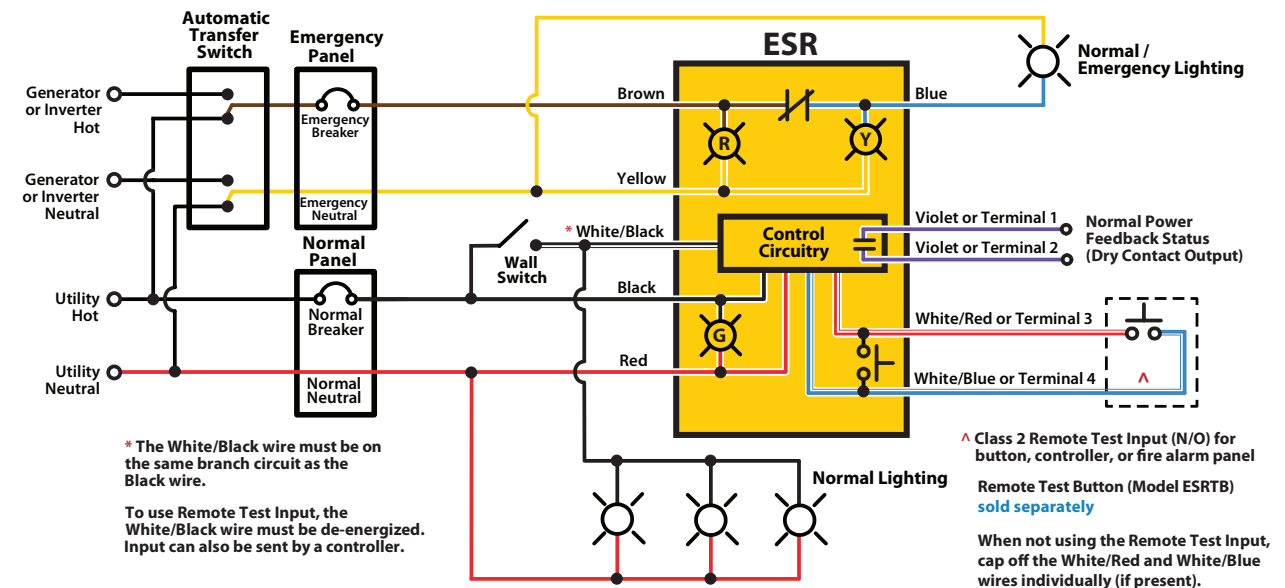 Automatic
Transfer
Switch
Emergency
Panel
ESR
Normal /
Emergency Lighting
Generator
or Inverter
Hot
Emergency
Breaker
Brown
Blue
R
Y
Generator
or Inverter
Neutral
Emergency
Neutral
Yellow
Normal
Panel
* White/Black
Wall
Switch
Control
Circuitry
Violet or Terminal 1
Violet or Terminal 2
Normal Power
Feedback Status
(Dry Contact Output)
Utility
Hot
Normal
Breaker
Black
G
White/Red or Terminal 3
Utility
Neutral
Normal
Neutral
Red
White/Blue or Terminal 4
^
* The White/Black wire must be on
the same branch circuit as the
Black wire.
To use Remote Test Input, the
White/Black wire must be de-energized.
Input can also be sent by a controller.
Normal Lighting
^ Class 2 Remote Test Input (N/O) for
button, controller, or fire alarm panel
Remote Test Button (Model ESRTB)
sold separately
When not using the Remote Test Input,
cap off the White/Red and White/Blue
wires individually (if present).